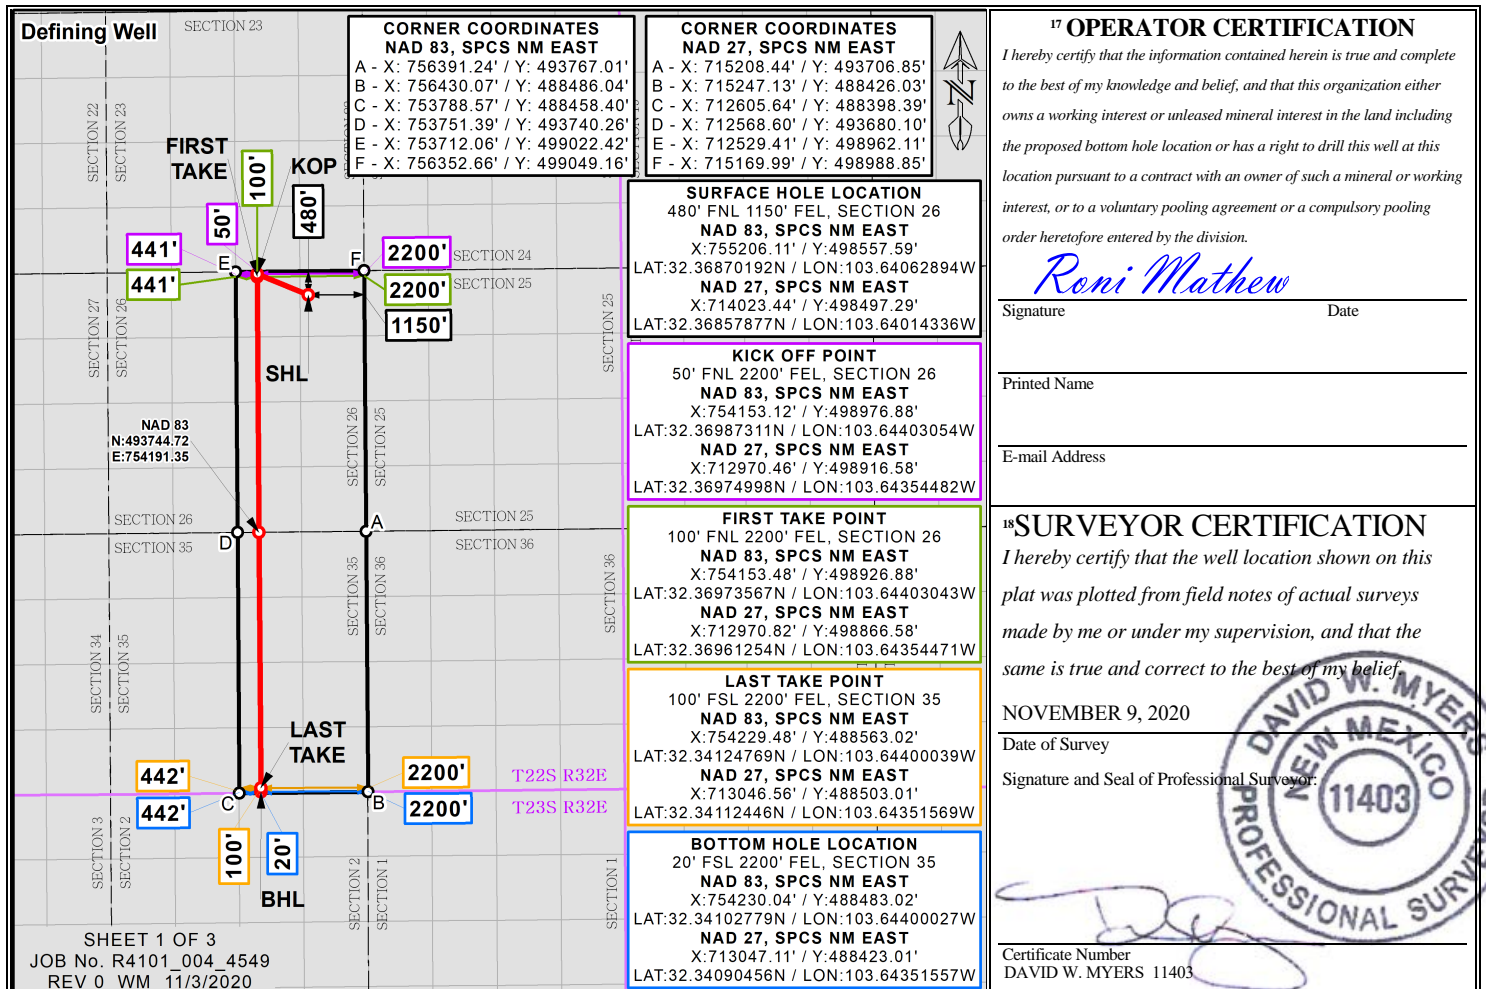 Defining Well
SECTION 23
SECTION 22
SECTION 23
FIRST
TAKE
100'
KOP
50'
480'
441'
E
F
2200'
SECTION 24
441'
2200'
SECTION 25
1150'
SECTION 27
SECTION 26
SECTION 25
SHL
SECTION 26
SECTION 25
NAD 83
N:493744.72
E:754191.35
SECTION 26
SECTION 35
D
A
SECTION 25
SECTION 36
SECTION 35
SECTION 36
SECTION 36
SECTION 34
SECTION 35
LAST
TAKE
442'
2200'
T22S R32E
C
B
442'
2200'
T23S R32E
100'
20'
BHL
SECTION 3
SECTION 2
SECTION 2
SECTION 1
SECTION 1
SHEET 1 OF 3
JOB No. R4101_004_4549
REV 0 WM 11/3/2020
CORNER COORDINATES
NAD 83, SPCS NM EAST
A - X: 756391.24' / Y: 493767.01'
B - X: 756430.07' / Y: 488486.04'
C - X: 753788.57' / Y: 488458.40'
D - X: 753751.39' / Y: 493740.26'
E - X: 753712.06' / Y: 499022.42'
F - X: 756352.66' / Y: 499049.16'
CORNER COORDINATES
NAD 27, SPCS NM EAST
A - X: 715208.44' / Y: 493706.85'
B - X: 715247.13' / Y: 488426.03'
C - X: 712605.64' / Y: 488398.39'
D - X: 712568.60' / Y: 493680.10'
E - X: 712529.41' / Y: 498962.11'
F - X: 715169.99' / Y: 498988.85'
N
SURFACE HOLE LOCATION
480' FNL 1150' FEL, SECTION 26
NAD 83, SPCS NM EAST
X:755206.11' / Y:498557.59'
LAT:32.36870192N / LON:103.64062894W
NAD 27, SPCS NM EAST
X:714023.44' / Y:498497.29'
LAT:32.36857877N / LON:103.64014336W
KICK OFF POINT
50' FNL 2200' FEL, SECTION 26
NAD 83, SPCS NM EAST
X:754153.12' / Y:498976.88'
LAT:32.36987311N / LON:103.64403054W
NAD 27, SPCS NM EAST
X:712970.46' / Y:498916.58'
LAT:32.36974998N / LON:103.64354482W
FIRST TAKE POINT
100' FNL 2200' FEL, SECTION 26
NAD 83, SPCS NM EAST
X:754153.48' / Y:498926.88'
LAT:32.36973567N / LON:103.64403043W
NAD 27, SPCS NM EAST
X:712970.82' / Y:498866.58'
LAT:32.36961254N / LON:103.64354471W
LAST TAKE POINT
100' FSL 2200' FEL, SECTION 35
NAD 83, SPCS NM EAST
X:754229.48' / Y:488563.02'
LAT:32.34124769N / LON:103.64400039W
NAD 27, SPCS NM EAST
X:713046.56' / Y:488503.01'
LAT:32.34112446N / LON:103.64351569W
BOTTOM HOLE LOCATION
20' FSL 2200' FEL, SECTION 35
NAD 83, SPCS NM EAST
X:754230.04' / Y:488483.02'
LAT:32.34102779N / LON:103.64400027W
NAD 27, SPCS NM EAST
X:713047.11' / Y:488423.01'
LAT:32.34090456N / LON:103.64351557W
17 OPERATOR CERTIFICATION
I hereby certify that the information contained herein is true and complete
to the best of my knowledge and belief, and that this organization either
owns a working interest or unleased mineral interest in the land including
the proposed bottom hole location or has a right to drill this well at this
location pursuant to a contract with an owner of such a mineral or working
interest, or to a voluntary pooling agreement or a compulsory pooling
order heretofore entered by the division.
Roni Mathew
Signature Date
Printed Name
E-mail Address
18 SURVEYOR CERTIFICATION
I hereby certify that the well location shown on this
plat was plotted from field notes of actual surveys
made by me or under my supervision, and that the
same is true and correct to the best of my belief.
NOVEMBER 9, 2020
Date of Survey
Signature and Seal of Professional Surveyor:
DAVID W. MYERS
NEW MEXICO
11403
PROFESSIONAL
Certificate Number
DAVID W. MYERS 11403